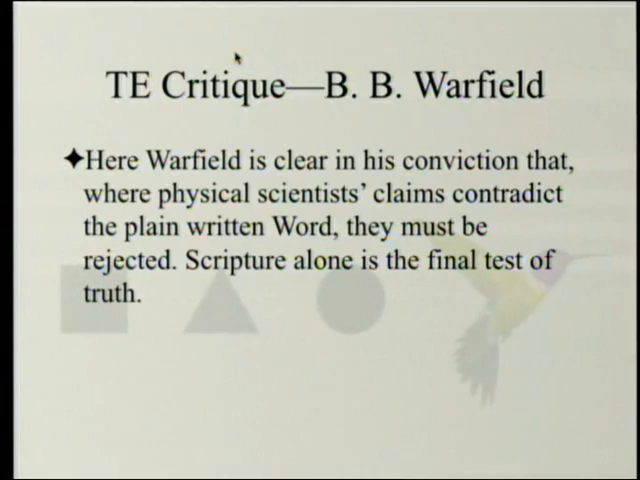 TE Critique—B. B. Warfield
✦Here Warfield is clear in his conviction that,
where physical scientists’ claims contradict
the plain written Word, they must be
rejected. Scripture alone is the final test of
truth.